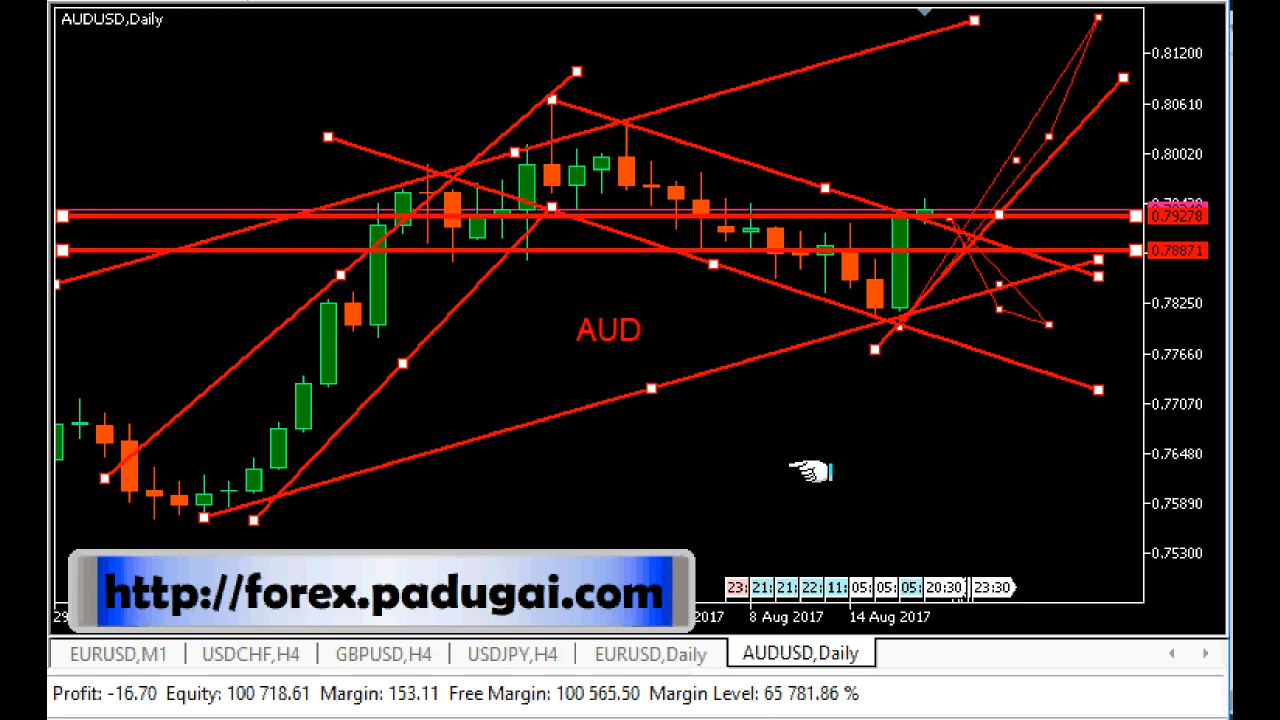 AUDUSD,Daily
0.81200
0.80610
0.80020
0.79278
0.78871
0.78250
0.77660
0.77070
0.76480
0.75890
0.75300
AUD
http://forex.padugai.com
23: 21: 21: 22: 11: 05: 05: 05: 20:30 23:30
29 2017 8 Aug 2017 14 Aug 2017
EURUSD,M1 USDCHF,H4 GBPUSD,H4 USDJPY,H4 EURUSD,Daily AUDUSD,Daily
Profit: -16.70 Equity: 100 718.61 Margin: 153.11 Free Margin: 100 565.50 Margin Level: 65 781.86 %